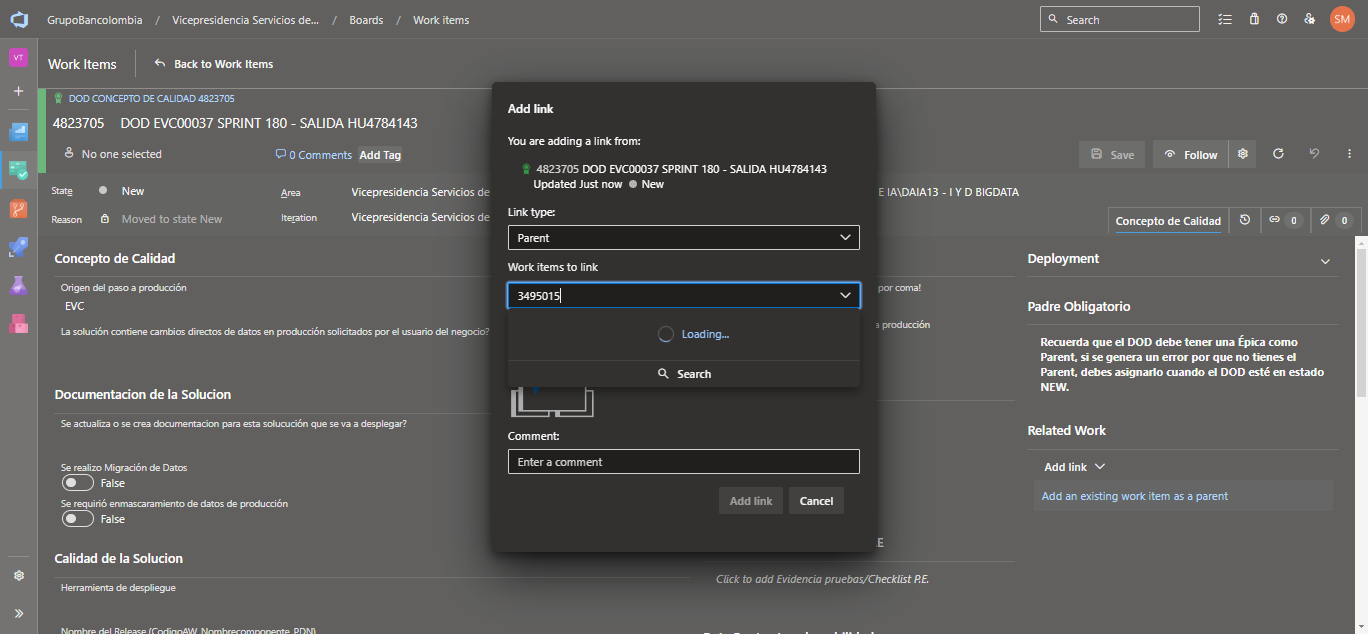 GrupoBancolombia / Vicepresidencia Servicios de... / Boards / Work items
Search
SM
VT
Work Items
Back to Work Items
DOD CONCEPTO DE CALIDAD 4823705
4823705 DOD EVC00037 SPRINT 180 - SALIDA HU4784143
No one selected
0 Comments
Add Tag
Save
Follow
State
New
Area
Vicepresidencia Servicios de
E IA\DAIA13 - I Y D BIGDATA
Reason
Moved to state New
Iteration
Vicepresidencia Servicios de
Concepto de Calidad
0
0
Concepto de Calidad
Origen del paso a producción
EVC
por coma!
La solución contiene cambios directos de datos en producción solicitados por el usuario del negocio?
a producción
Documentacion de la Solucion
Se actualiza o se crea documentacion para esta solucución que se va a desplegar?
Se realizo Migración de Datos
False
Se requirió enmascaramiento de datos de producción
False
Calidad de la Solucion
Herramienta de despliegue
Nombre del Release (CodigoAW_Nombrecomponente_PDN)
Add link
You are adding a link from:
4823705 DOD EVC00037 SPRINT 180 - SALIDA HU4784143
Updated Just now
New
Link type:
Parent
Work items to link
3495015
Loading...
Search
Comment:
Enter a comment
Add link
Cancel
E
Click to add Evidencia pruebas/Checklist P.E.
Deployment
Padre Obligatorio
Recuerda que el DOD debe tener una Épica como
Parent, si se genera un error por que no tienes el
Parent, debes asignarlo cuando el DOD esté en estado
NEW.
Related Work
Add link
Add an existing work item as a parent